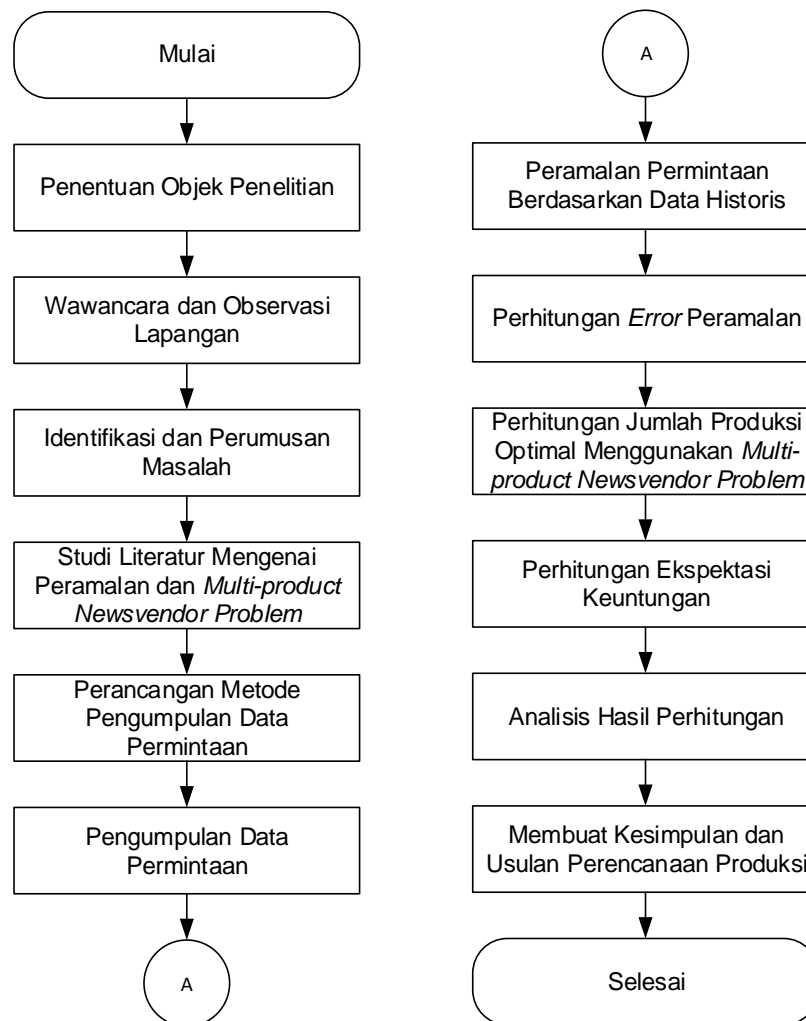 Mulai
Penentuan Objek Penelitian
Wawancara dan Observasi
Lapangan
Identifikasi dan Perumusan
Masalah
Studi Literatur Mengenai
Peramalan dan Multi-product
Newsvendor Problem
Perancangan Metode
Pengumpulan Data
Permintaan
Pengumpulan Data
Permintaan
A
A
Peramalan Permintaan
Berdasarkan Data Historis
Perhitungan Error Peramalan
Perhitungan Jumlah Produksi
Optimal Menggunakan Multi-
product Newsvendor Problem
Perhitungan Ekspektasi
Keuntungan
Analisis Hasil Perhitungan
Membuat Kesimpulan dan
Usulan Perencanaan Produksi
Selesai